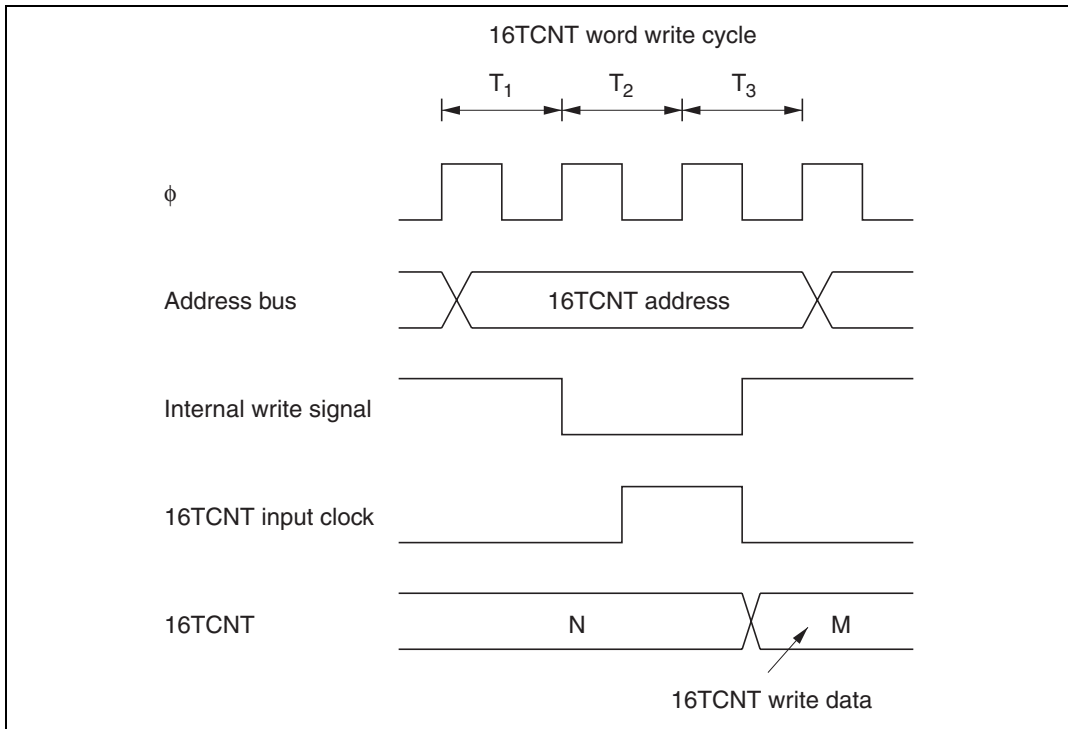 16TCNT word write cycle
T1 T2 T3
ϕ
Address bus
16TCNT address
Internal write signal
16TCNT input clock
16TCNT
N
M
16TCNT write data